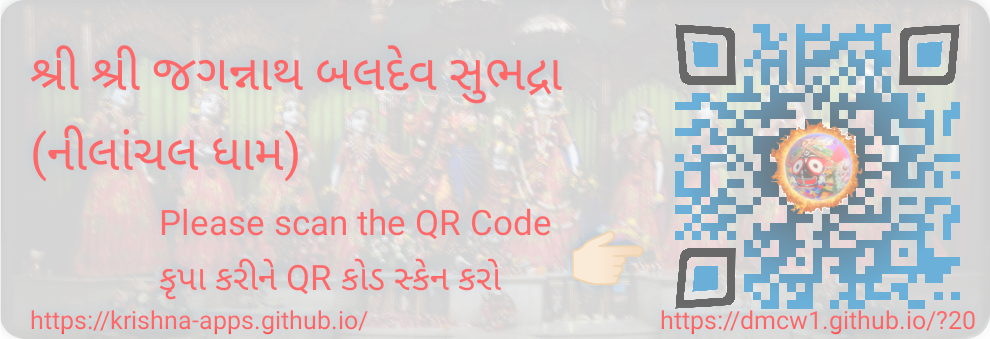 શ્રી શ્રી જગન્નાથ બલદેવ સુભદ્રા
(નીલાંચલ ધામ)
Please scan the QR Code
કૃપા કરીને QR કોડ સ્કેન કરો
https://krishna-apps.github.io/
https://dmcw1.github.io/?20